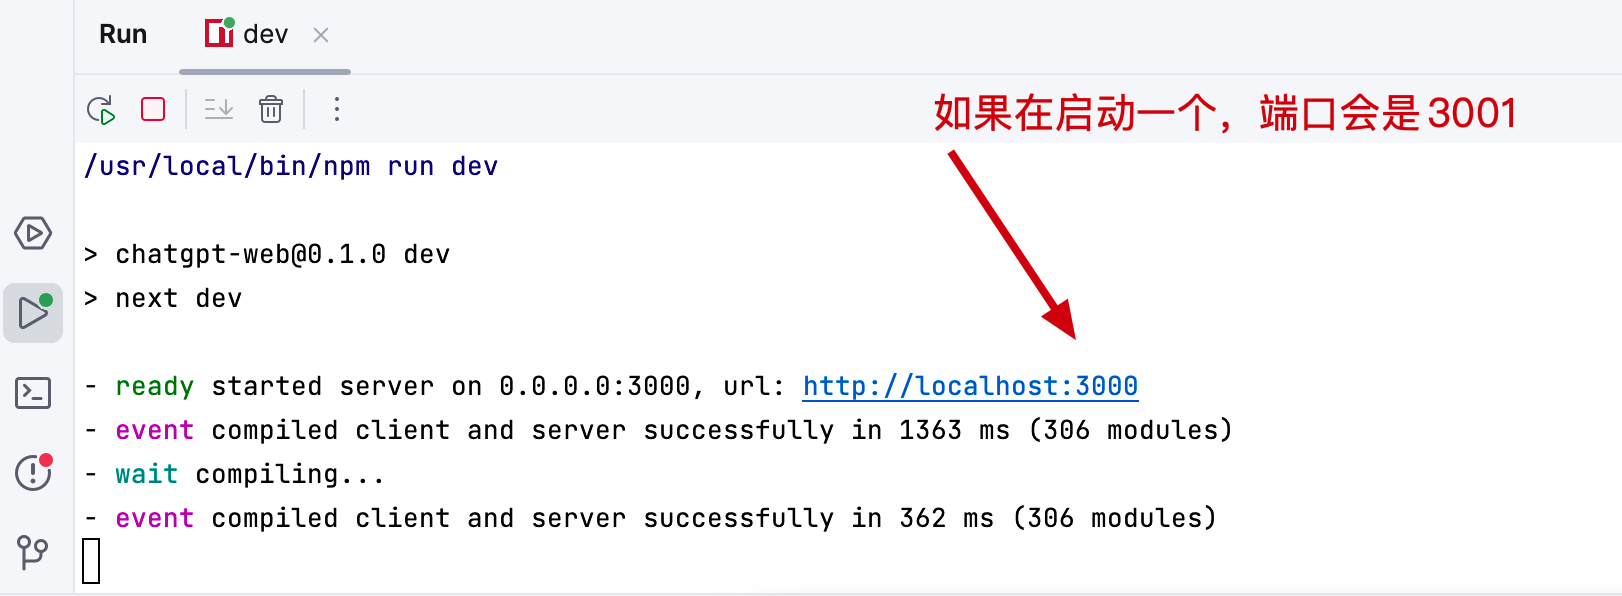 Run dev
如果在启动一个，端口会是3001
/usr/local/bin/npm run dev
> chatgpt-web@0.1.0 dev
> next dev
- ready started server on 0.0.0.0:3000, url: http://localhost:3000
- event compiled client and server successfully in 1363 ms (306 modules)
- wait compiling...
- event compiled client and server successfully in 362 ms (306 modules)